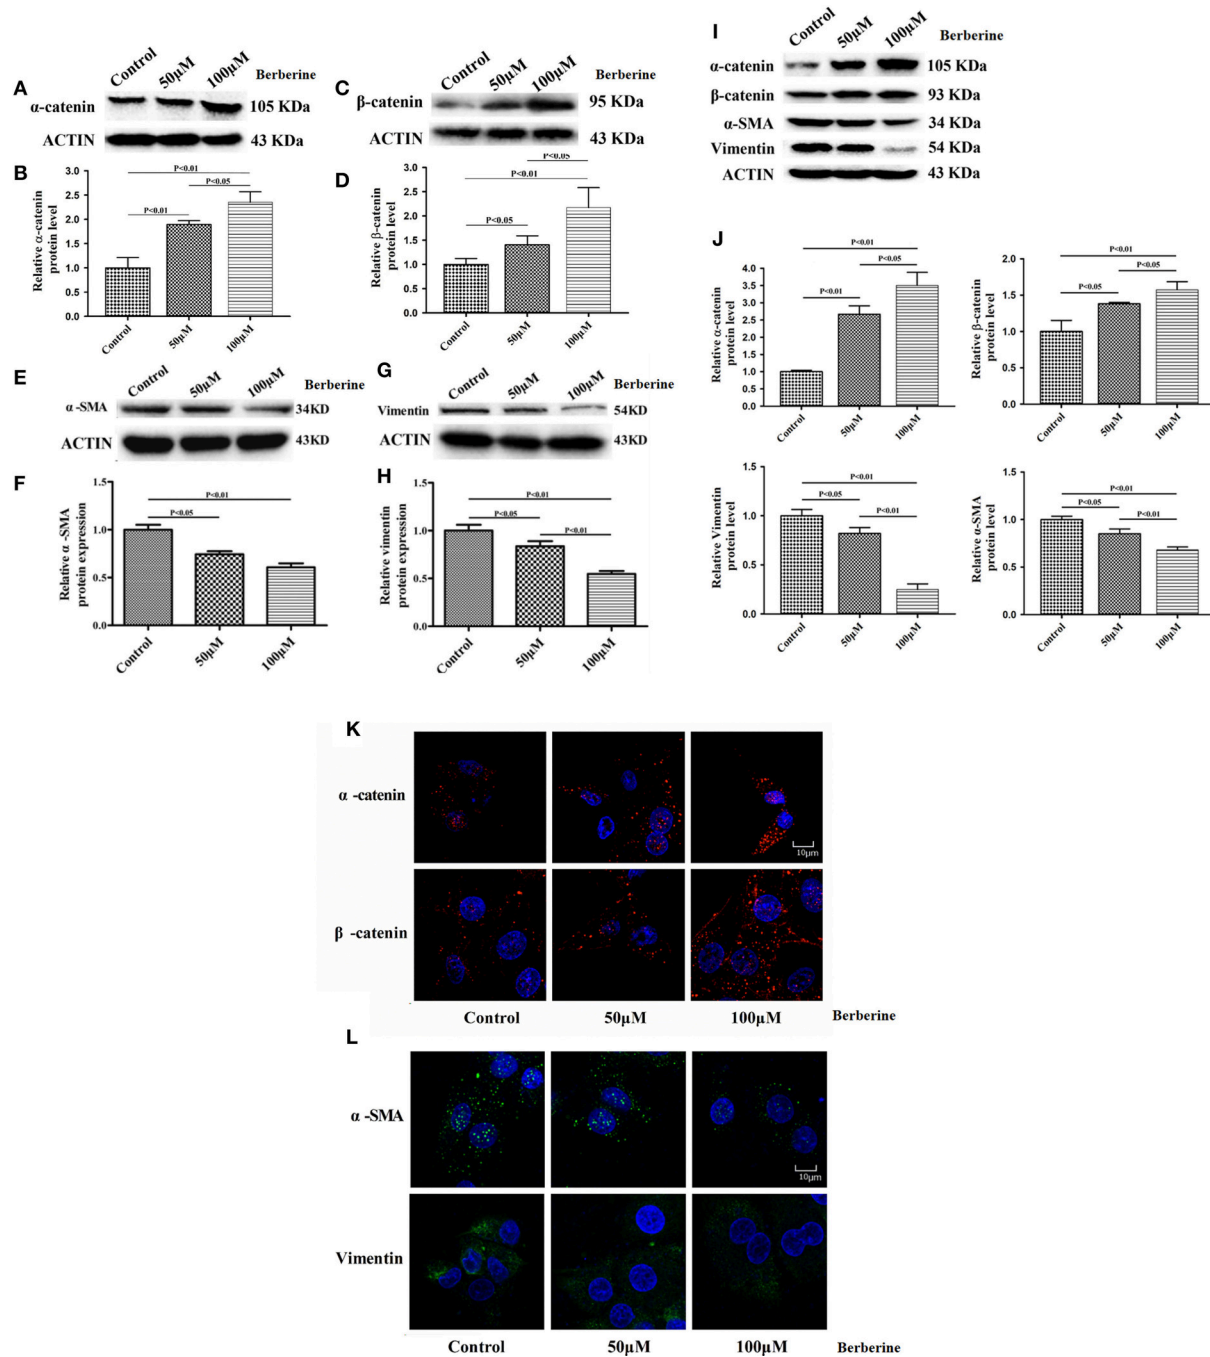 A
Control
50µM
100µM
Berberine
α-catenin
105 KDa
ACTIN
43 KDa
B
Relative α-catenin
protein level
3.0
2.5
2.0
1.5
1.0
0.5
0.0
P<0.01
P<0.05
P<0.01
Control
50µM
100µM
C
Control
50µM
100µM
Berberine
β-catenin
95 KDa
ACTIN
43 KDa
D
Relative β-catenin
protein level
3.0
2.5
2.0
1.5
1.0
0.5
0.0
P<0.05
P<0.01
P<0.05
Control
50µM
100µM
E
Control
50µM
100µM
Berberine
α -SMA
34KD
ACTIN
43KD
F
Relative α -SMA
protein expression
1.5
1.0
0.5
0.0
P<0.01
P<0.05
Control
50µM
100µM
G
Control
50µM
100µM
Berberine
Vimentin
54KD
ACTIN
43KD
H
Relative vimentin
protein expression
1.5
1.0
0.5
0.0
P<0.01
P<0.05
P<0.01
Control
50µM
100µM
I
Control
50µM
100µM
Berberine
α-catenin
105 KDa
β-catenin
93 KDa
α-SMA
34 KDa
Vimentin
54 KDa
ACTIN
43 KDa
J
Relative α-catenin
protein level
4.0
3.5
3.0
2.5
2.0
1.5
1.0
0.5
0.0
P<0.01
P<0.05
P<0.01
Control
50µM
100µM
Relative β-catenin
protein level
2.0
1.5
1.0
0.5
0.0
P<0.01
P<0.05
P<0.05
Control
50µM
100µM
Relative Vimentin
protein level
1.5
1.0
0.5
0.0
P<0.01
P<0.05
P<0.01
Control
50µM
100µM
Relative α-SMA
protein level
1.5
1.0
0.5
0.0
P<0.01
P<0.05
P<0.01
Control
50µM
100µM
K
α -catenin
10µm
β -catenin
Control
50µM
100µM
Berberine
L
α -SMA
10µm
Vimentin
Control
50µM
100µM
Berberine